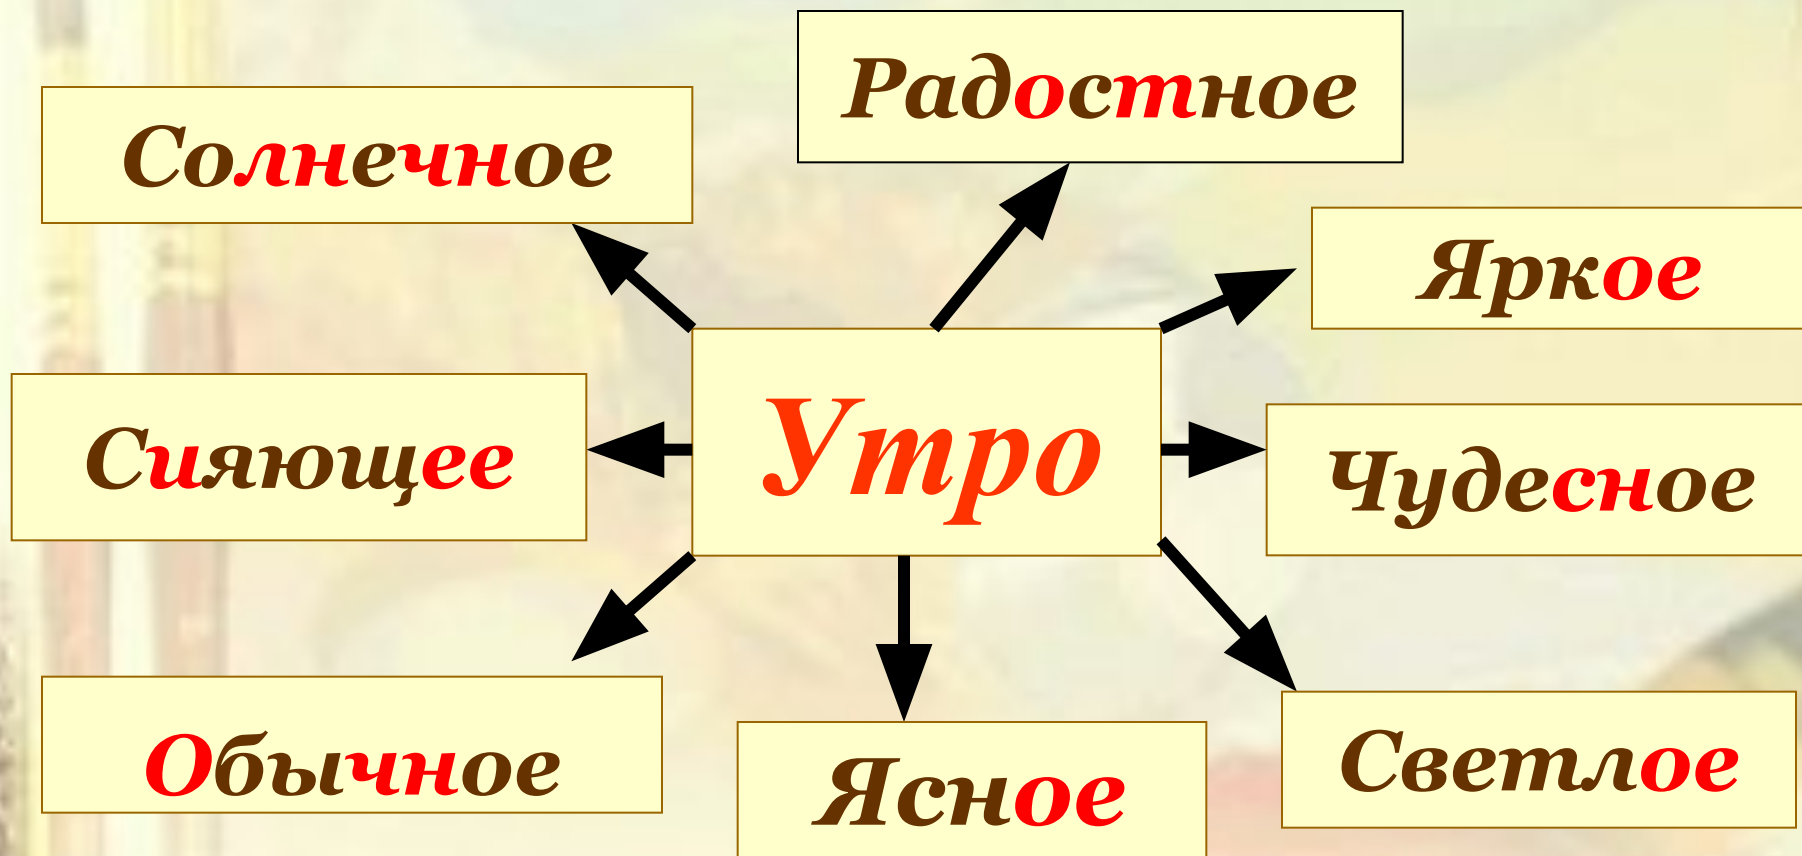 Радостное
Солнечное
Яркое
Утро
Сияющее
Чудесное
Обычное
Ясное
Светлое